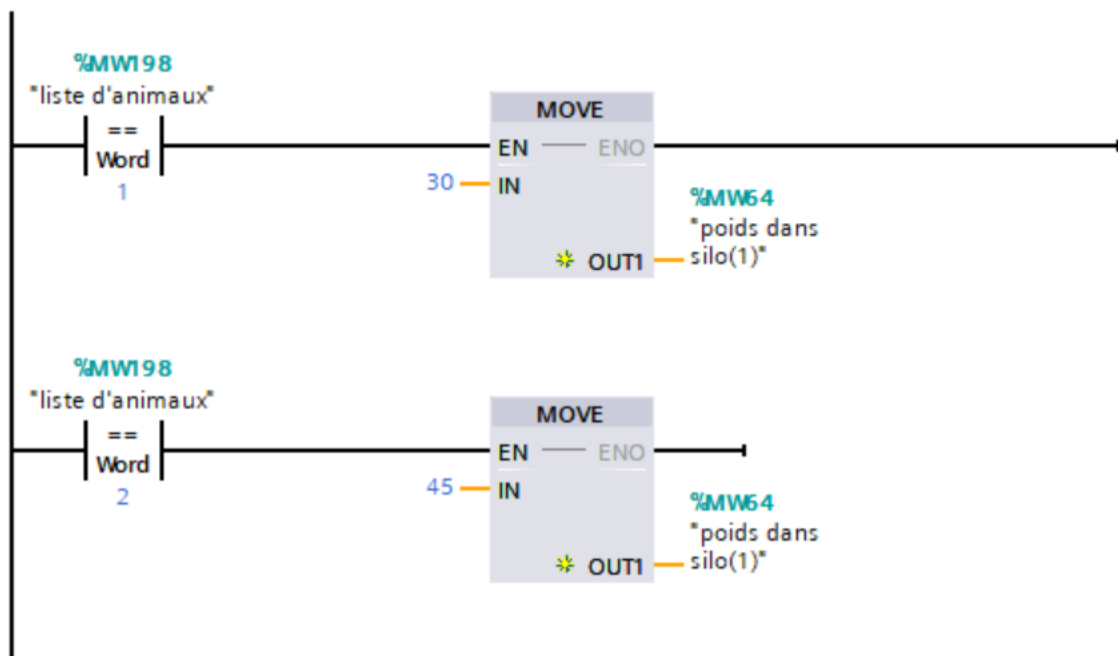 %MW198
"liste d'animaux"
==
Word
1
MOVE
EN
ENO
30
IN
OUT1
%MW64
"poids dans
silo(1)"
%MW198
"liste d'animaux"
==
Word
2
MOVE
EN
ENO
45
IN
OUT1
%MW64
"poids dans
silo(1)"